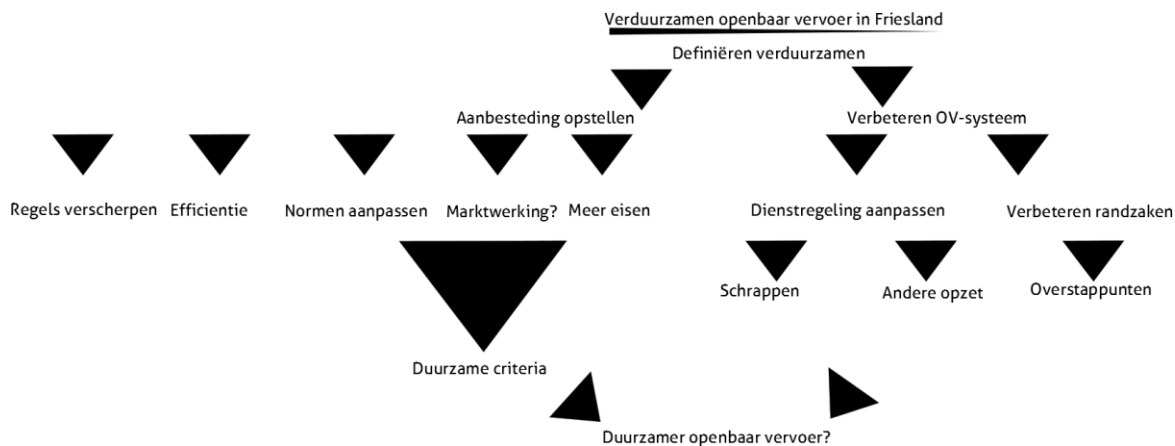 Verduurzamen openbaar vervoer in Friesland
Definiëren verduurzamen
Aanbesteding opstellen
Verbeteren OV-systeem
Regels verscherpen
Efficientie
Normen aanpassen
Marktwerking?
Meer eisen
Dienstregeling aanpassen
Verbeteren randzaken
Schrappen
Andere opzet
Overstappunten
Duurzame criteria
Duurzamer openbaar vervoer?